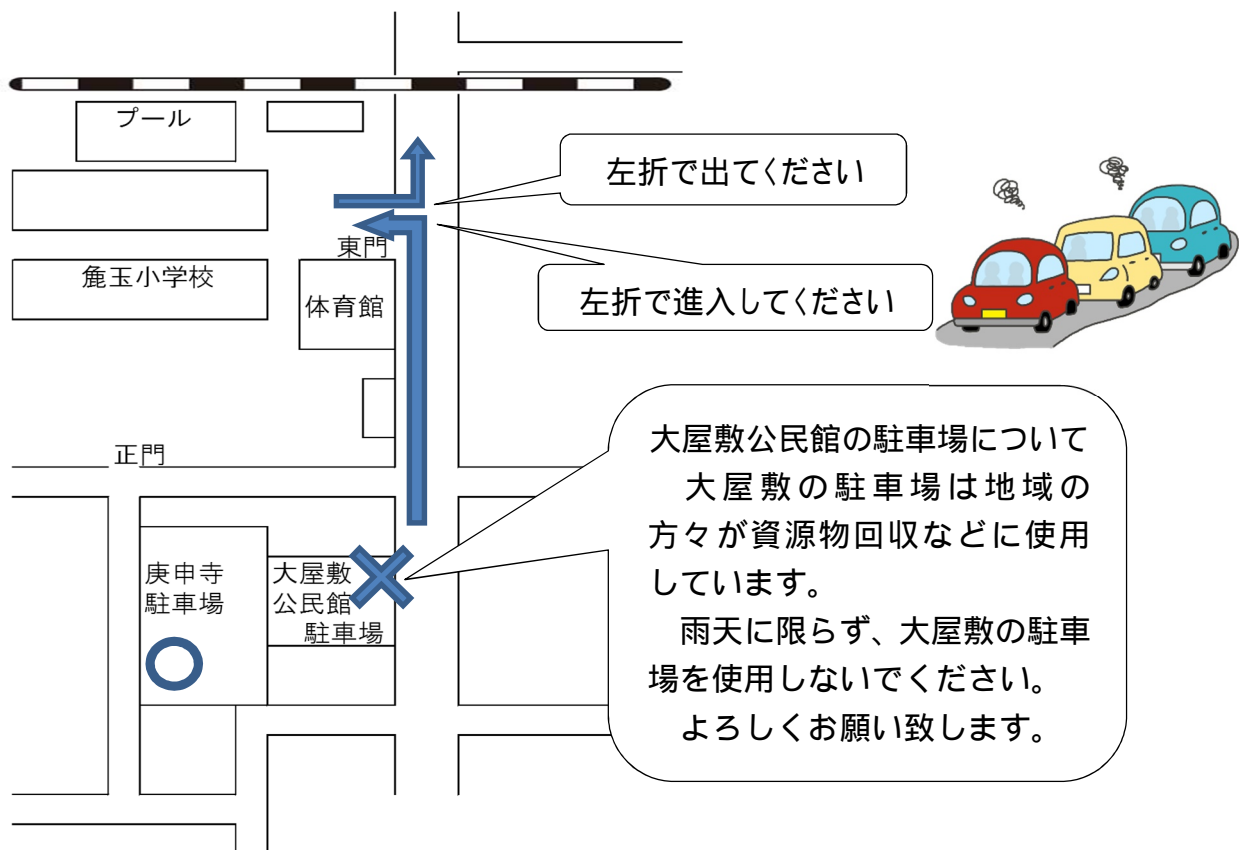 プール
左折で出てください
東門
麁玉小学校
体育館
左折で進入してください
正門
大屋敷公民館の駐車場について
大屋敷の駐車場は地域の
方々が資源物回収などに使用
しています。
雨天に限らず、大屋敷の駐車
場を使用しないでください。
よろしくお願い致します。
庚申寺
駐車場
大屋敷
公民館
駐車場